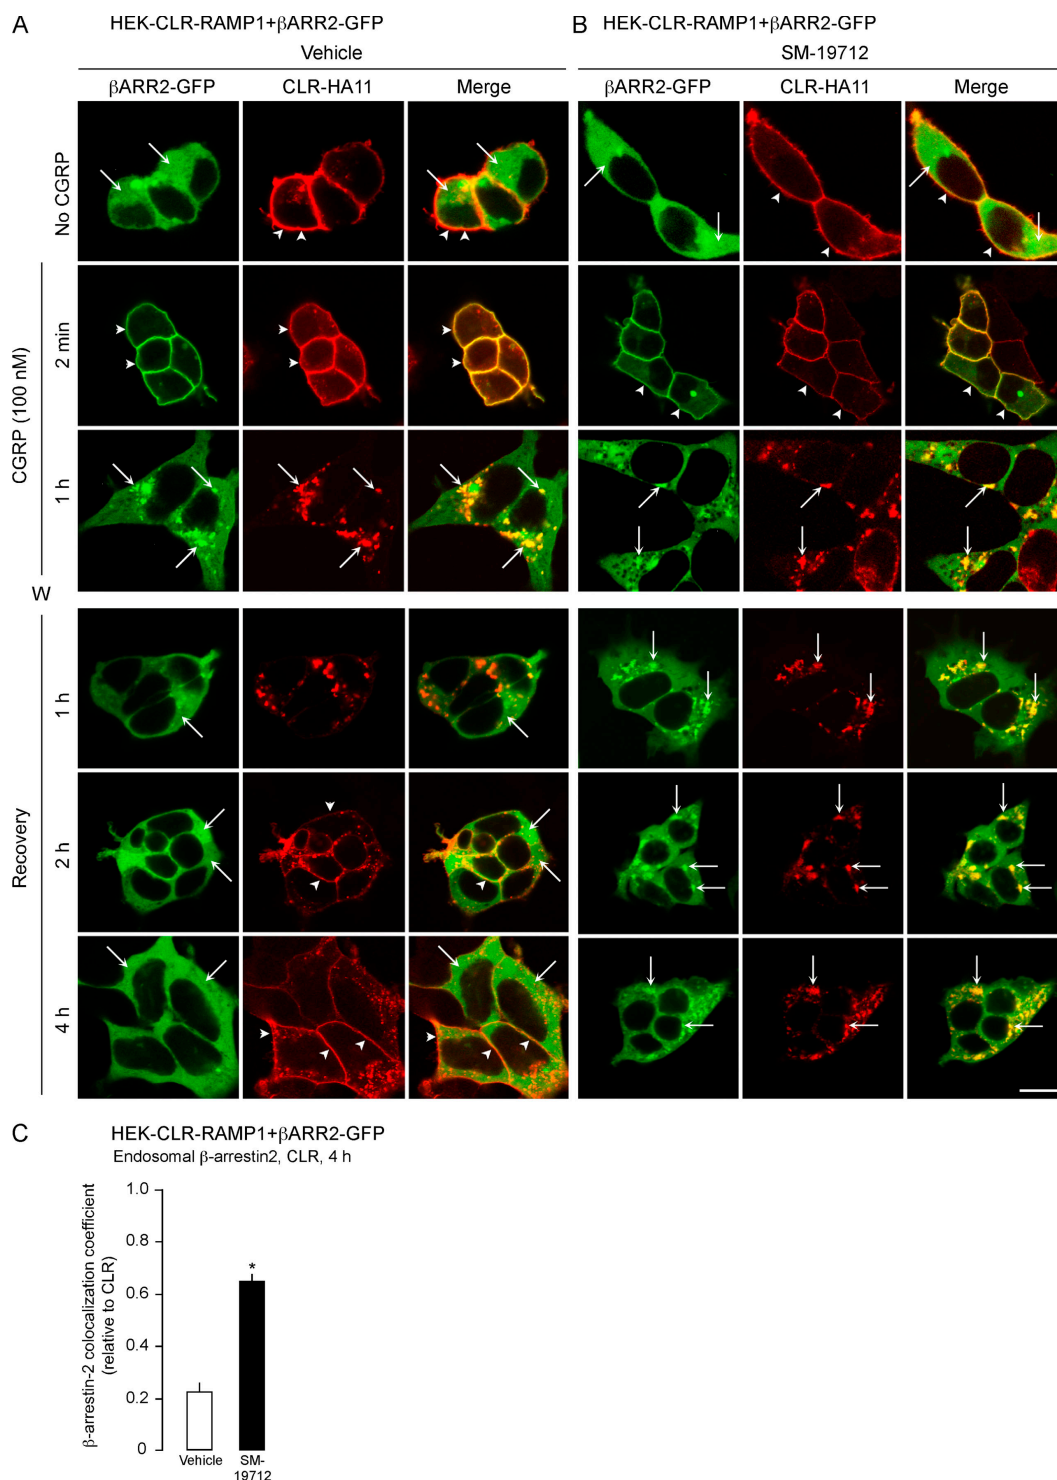 A
HEK-CLR-RAMP1+βARR2-GFP
Vehicle
βARR2-GFP
CLR-HA11
Merge
B
HEK-CLR-RAMP1+βARR2-GFP
SM-19712
βARR2-GFP
CLR-HA11
Merge
No CGRP
CGRP (100 nM)
2 min
1 h
W
Recovery
1 h
2 h
4 h
C
HEK-CLR-RAMP1+βARR2-GFP
Endosomal β-arrestin2, CLR, 4 h
β-arrestin-2 colocalization coefficient
(relative to CLR)
1.0
0.8
0.6
0.4
0.2
0
*
Vehicle
SM-
19712